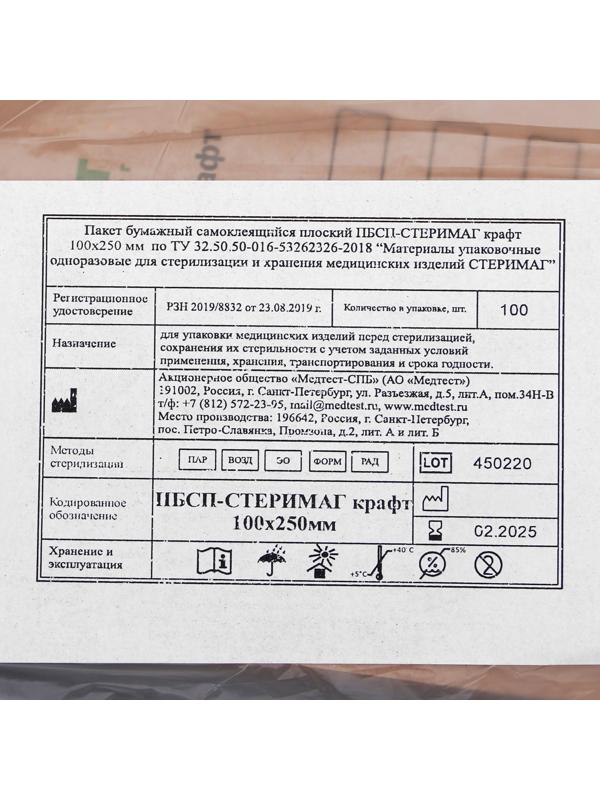 Пакет бумажный самоклеящийся плоский ПБСП-СТЕРИМАГ крафт
100х250 мм по ТУ 32.50.50-016-53262326-2018 “Материалы упаковочные
одноразовые для стерилизации и хранения медицинских изделий СТЕРИМАГ”
Регистрационное удостоверение
РЗН 2019/8832 от 23.08.2019 г.
Количество в упаковке, шт.
100
Назначение
для упаковки медицинских изделий перед стерилизацией,
сохранения их стерильности с учетом заданных условий
применения, хранения, транспортирования и срока годности.
Акционерное общество «Медтест-СПБ» (АО «Медтест»)
191002, Россия, г. Санкт-Петербург, ул. Разъезжая, д.5, лит.А, пом.34Н-В
т/ф: +7 (812) 572-23-95, mail@medtest.ru, www.medtest.ru
Место производства: 196642, Россия, г. Санкт-Петербург,
пос. Петро-Славянка, Промзона, д.2, лит. А и лит. Б
Методы
стерилизации
ПАР ВОЗД ЭО ФОРМ РАД
LOT 450220
Кодированное
обозначение
ПБСП-СТЕРИМАГ крафт
100х250мм
02.2025
Хранение и
эксплуатация
+5°C +40°C
% 85%
2